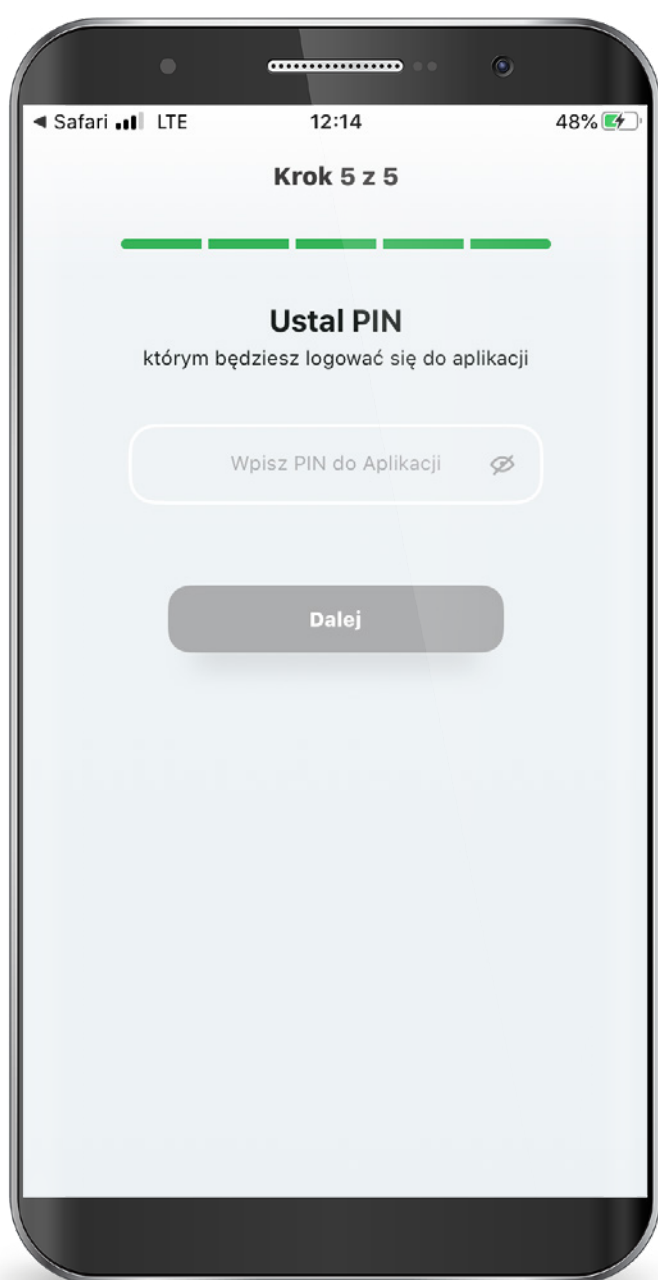 ◀ Safari LTE 12:14 48%
Krok 5 z 5
Ustal PIN
którym będziesz logować się do aplikacji
Wpisz PIN do Aplikacji
Dalej